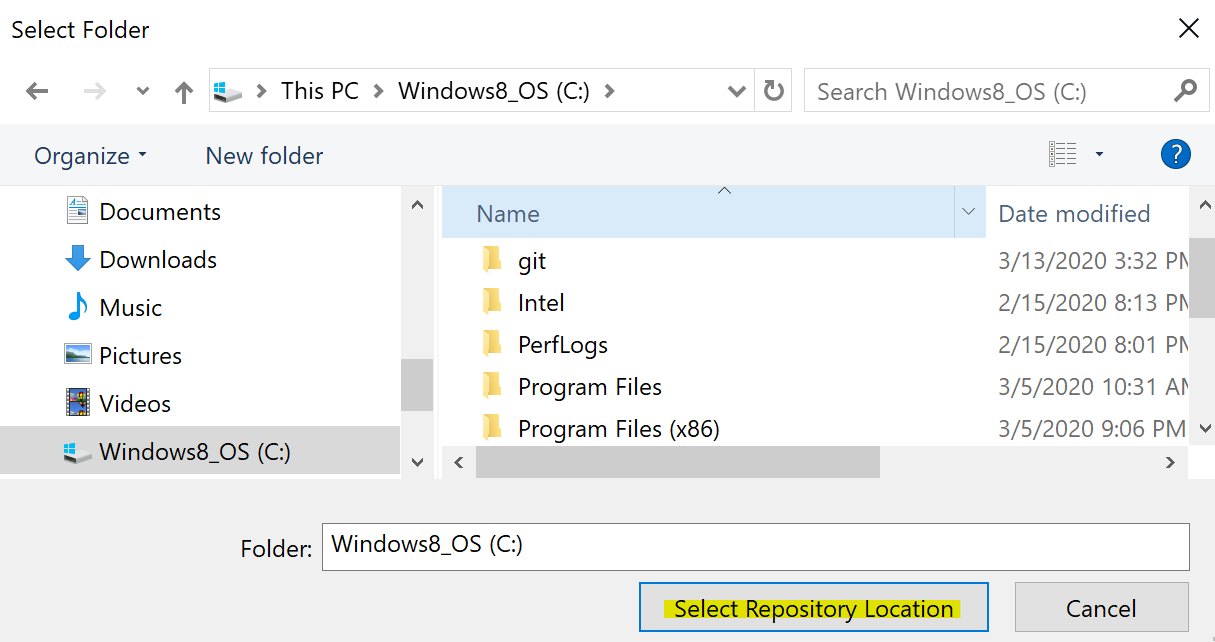 Select Folder
This PC Windows8_OS (C:)
Search Windows8_OS (C:)
Organize New folder
?
Documents
Downloads
Music
Pictures
Videos
Windows8_OS (C:)
Name Date modified
git 3/13/2020 3:32 PM
Intel 2/15/2020 8:13 PM
PerfLogs 2/15/2020 8:01 PM
Program Files 3/5/2020 10:31 AM
Program Files (x86) 3/5/2020 9:06 PM
Folder: Windows8_OS (C:)
Select Repository Location Cancel